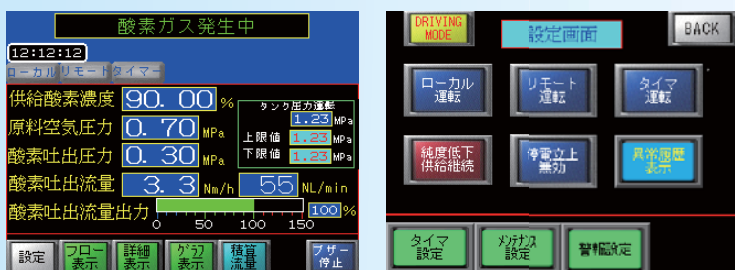 酸素ガス発生中
12:12:12
ローカル リモート タイマー
供給酸素濃度 90.00 %
タンク圧力運転
1.23 MPa
原料空気圧力 0.70 MPa
上限値 1.23 MPa
酸素吐出圧力 0.30 MPa
下限値 1.23 MPa
酸素吐出流量 3.3 Nm/h 55 NL/min
酸素吐出流量出力 100 %
0 50 100 150
設定 フロー表示 詳細表示 グラフ表示 積算流量 ブザー停止
DRIVING MODE
設定画面
BACK
ローカル運転
リモート運転
タイマ運転
純度低下供給継続
停電立上無効
異常履歴表示
タイマ設定
メンテナンス設定
警報設定